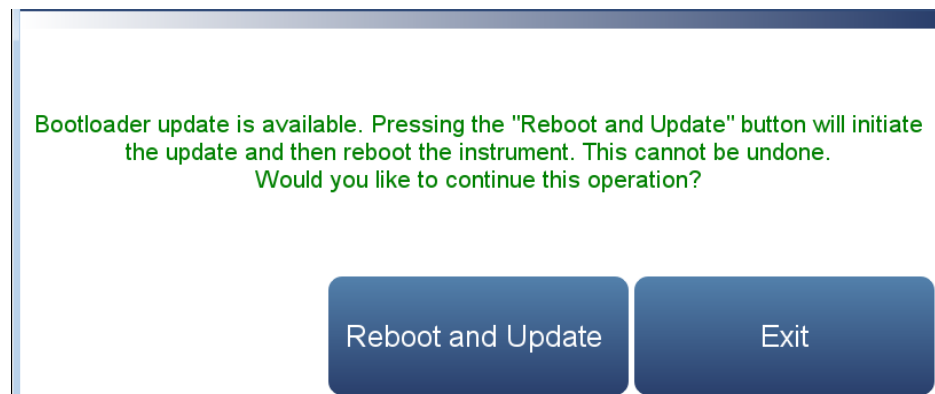 Bootloader update is available. Pressing the "Reboot and Update" button will initiate
the update and then reboot the instrument. This cannot be undone.
Would you like to continue this operation?
Reboot and Update
Exit